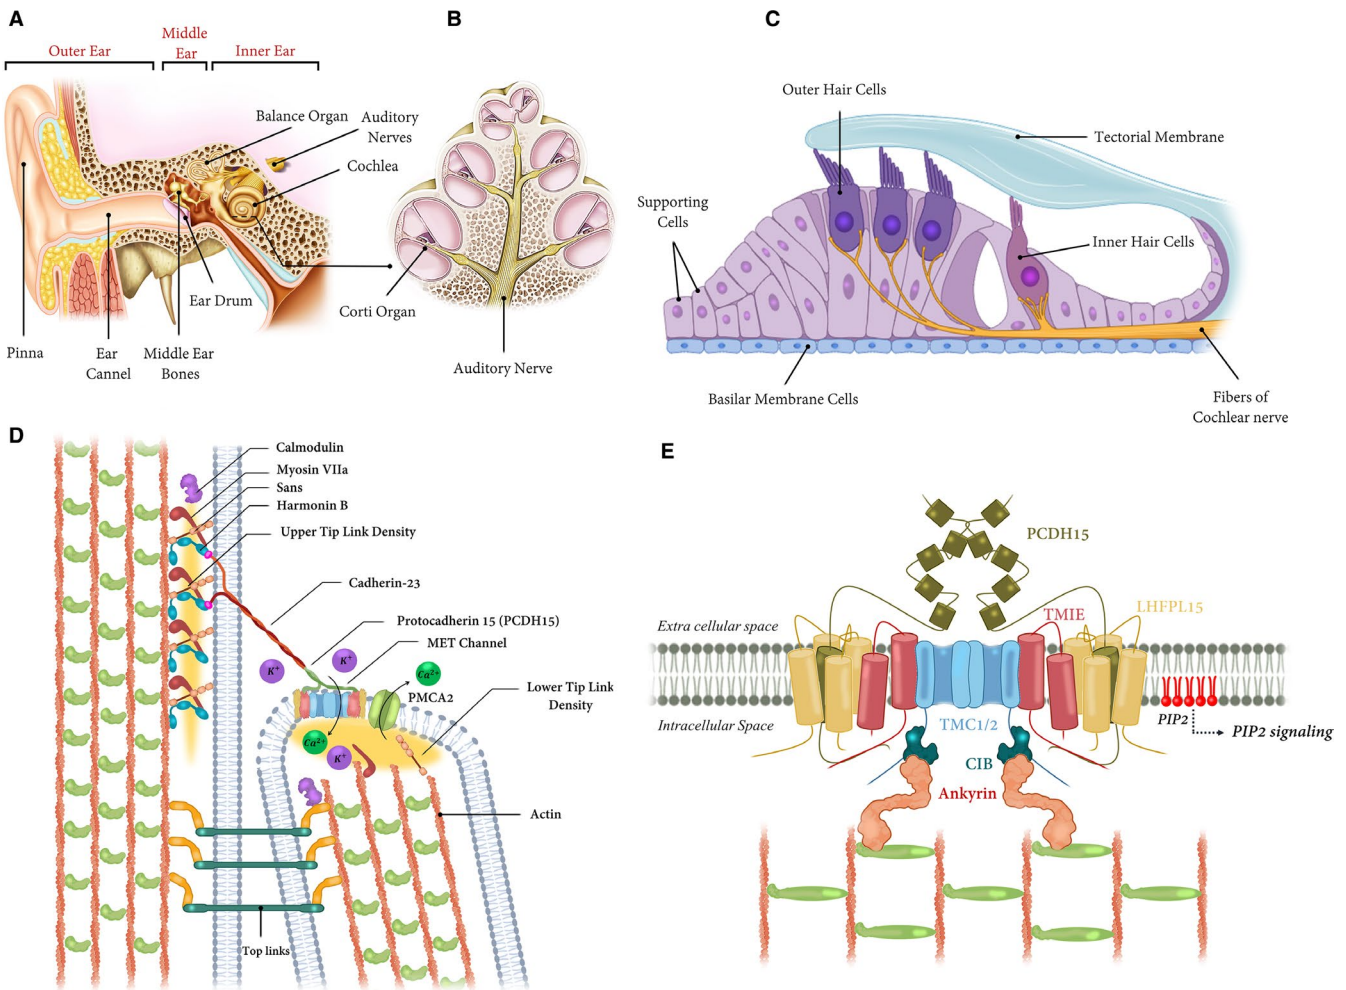 A
B
C
Outer Ear
Middle
Ear
Inner Ear
Balance Organ
Auditory
Nerves
Cochlea
Ear Drum
Corti Organ
Pinna
Ear
Cannel
Middle Ear
Bones
Auditory Nerve
Outer Hair Cells
Tectorial Membrane
Supporting
Cells
Inner Hair Cells
Basilar Membrane Cells
Fibers of
Cochlear nerve
D
Calmodulin
Myosin VIIa
Sans
Harmonin B
Upper Tip Link Density
Cadherin-23
Protocadherin 15 (PCDH15)
MET Channel
K+
K+
Ca2+
PMCA2
Lower Tip Link
Density
Ca2+
K+
Actin
Top links
E
PCDH15
LHFPL15
TMIE
Extra cellular space
Intracellular Space
TMC1/2
PIP2
PIP2 signaling
CIB
Ankyrin